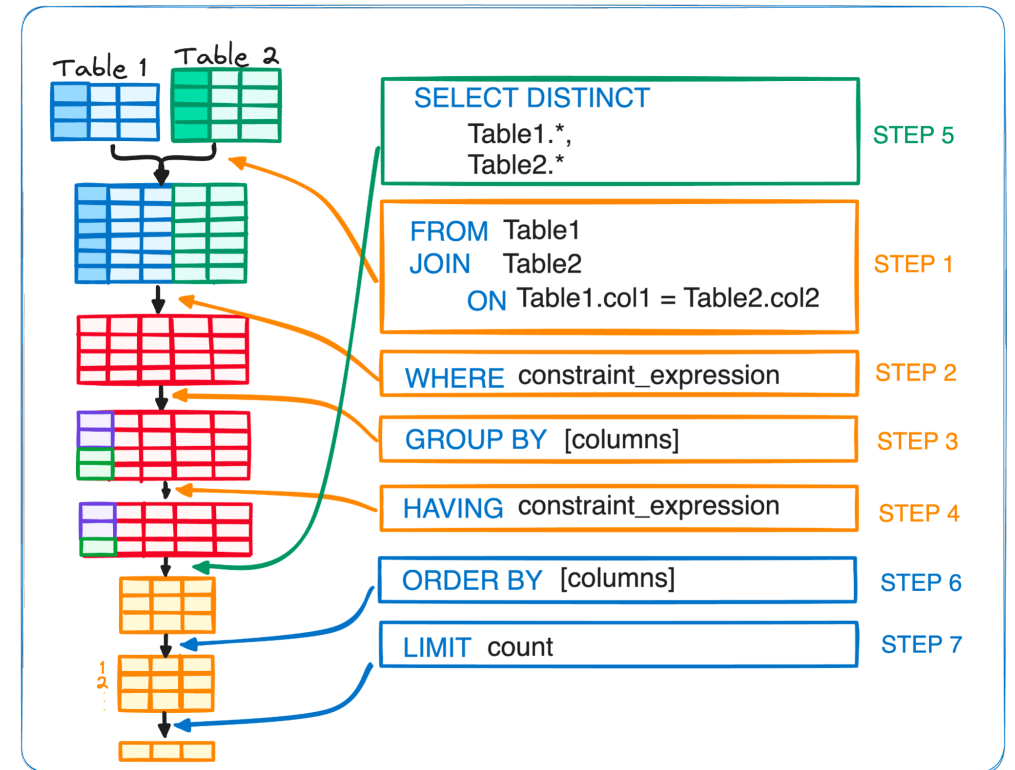 Table 1
Table 2
SELECT DISTINCT
Table1.*,
Table2.*
STEP 5
FROM Table1
JOIN Table2
ON Table1.col1 = Table2.col2
STEP 1
WHERE constraint_expression
STEP 2
GROUP BY [columns]
STEP 3
HAVING constraint_expression
STEP 4
ORDER BY [columns]
STEP 6
LIMIT count
STEP 7
1
2